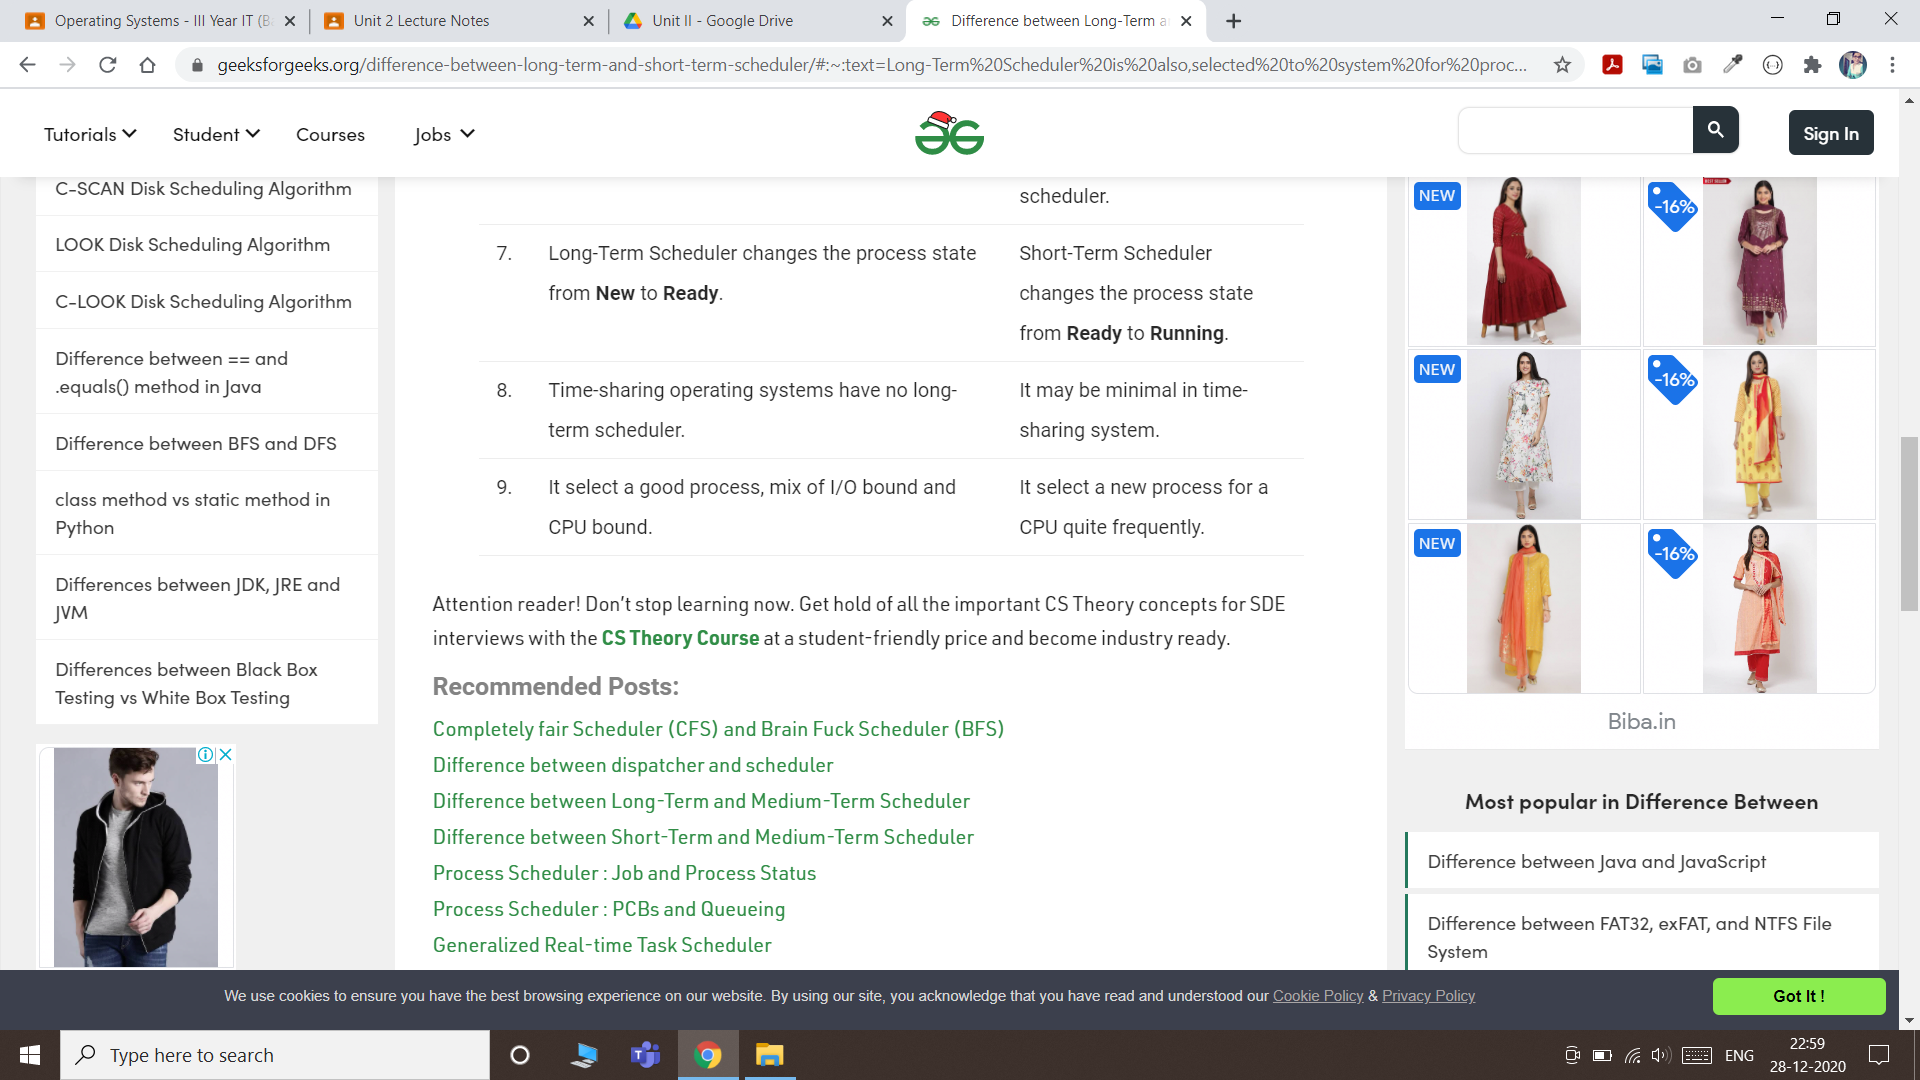 Operating Systems - III Year IT (B
Unit 2 Lecture Notes
Unit II - Google Drive
Difference between Long-Term a
geeksforgeeks.org/difference-between-long-term-and-short-term-scheduler/#:~:text=Long-Term%20Scheduler%20is%20also,selected%20to%20system%20for%20proc...
Tutorials
Student
Courses
Jobs
Sign In
C-SCAN Disk Scheduling Algorithm
LOOK Disk Scheduling Algorithm
C-LOOK Disk Scheduling Algorithm
Difference between == and
.equals() method in Java
Difference between BFS and DFS
class method vs static method in
Python
Differences between JDK, JRE and
JVM
Differences between Black Box
Testing vs White Box Testing
scheduler.
7. Long-Term Scheduler changes the process state
from New to Ready.
Short-Term Scheduler
changes the process state
from Ready to Running.
8. Time-sharing operating systems have no long-
term scheduler.
It may be minimal in time-
sharing system.
9. It select a good process, mix of I/O bound and
CPU bound.
It select a new process for a
CPU quite frequently.
Attention reader! Don't stop learning now. Get hold of all the important CS Theory concepts for SDE
interviews with the CS Theory Course at a student-friendly price and become industry ready.
Recommended Posts:
Completely fair Scheduler (CFS) and Brain Fuck Scheduler (BFS)
Difference between dispatcher and scheduler
Difference between Long-Term and Medium-Term Scheduler
Difference between Short-Term and Medium-Term Scheduler
Process Scheduler : Job and Process Status
Process Scheduler : PCBs and Queueing
Generalized Real-time Task Scheduler
NEW
BEST SELLER
-16%
NEW
-16%
NEW
-16%
Biba.in
Most popular in Difference Between
Difference between Java and JavaScript
Difference between FAT32, exFAT, and NTFS File
System
We use cookies to ensure you have the best browsing experience on our website. By using our site, you acknowledge that you have read and understood our Cookie Policy & Privacy Policy
Got It !
Type here to search
ENG
22:59
28-12-2020